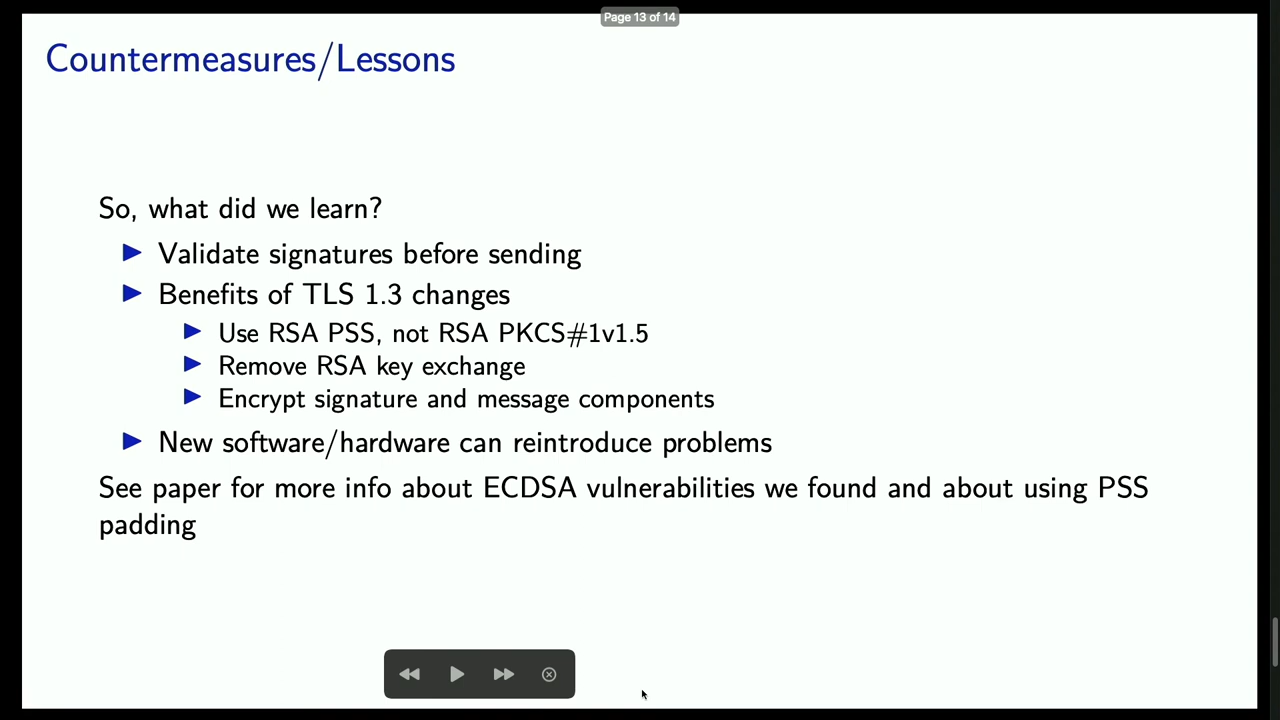 Page 13 of 14
Countermeasures/Lessons
So, what did we learn?
Validate signatures before sending
Benefits of TLS 1.3 changes
Use RSA PSS, not RSA PKCS#1v1.5
Remove RSA key exchange
Encrypt signature and message components
New software/hardware can reintroduce problems
See paper for more info about ECDSA vulnerabilities we found and about using PSS
padding